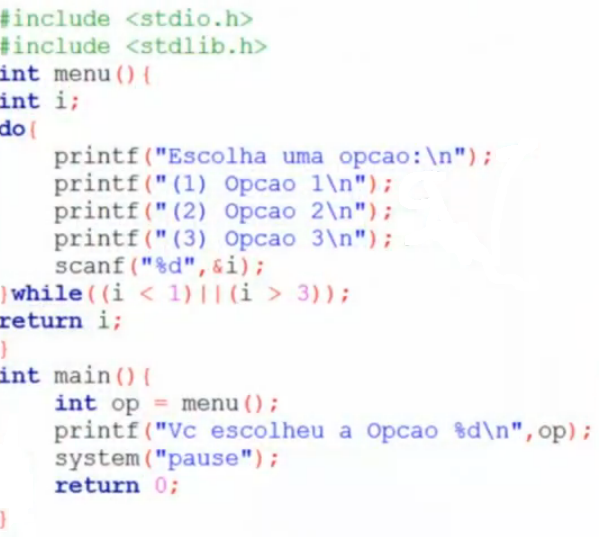 #include <stdio.h>
#include <stdlib.h>
int menu(){
int i;
do{
    printf("Escolha uma opcao:\n");
    printf("(1) Opcao 1\n");
    printf("(2) Opcao 2\n");
    printf("(3) Opcao 3\n");
    scanf("%d",&i);
}while((i < 1)||(i > 3));
return i;
}
int main(){
    int op = menu();
    printf("Vc escolheu a Opcao %d\n",op);
    system("pause");
    return 0;
}